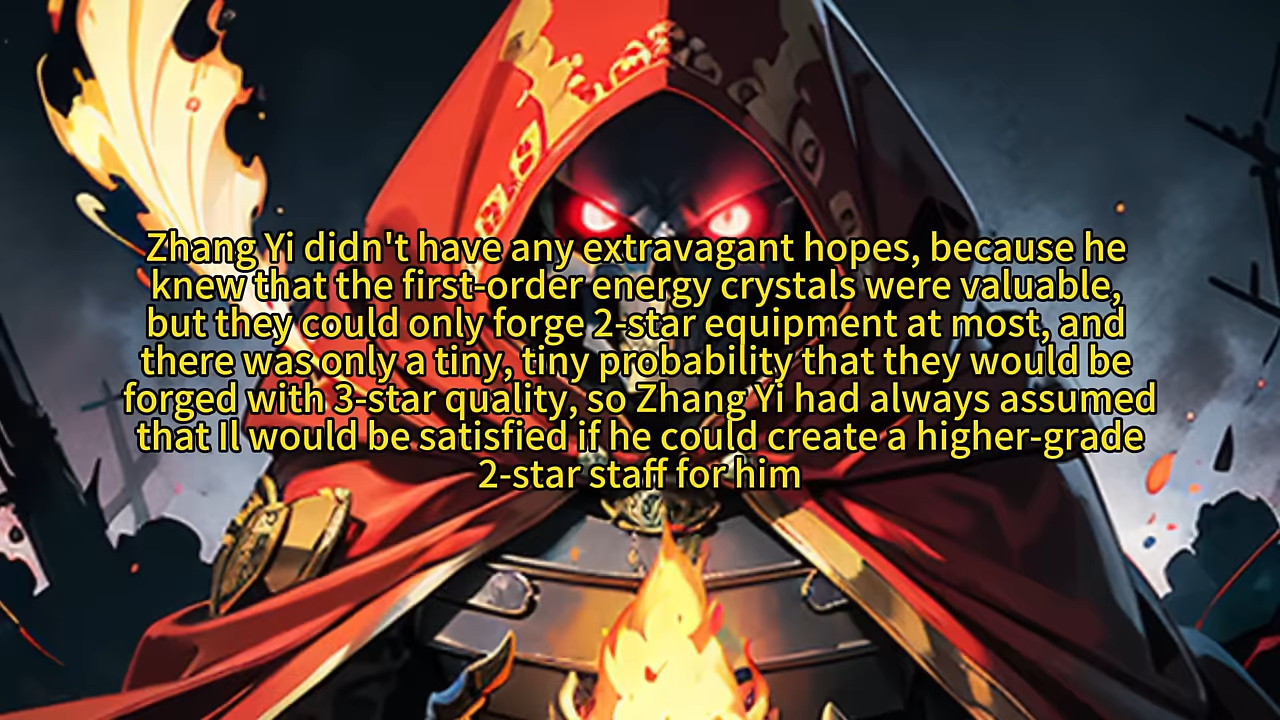 Zhang Yi didn't have any extravagant hopes, because he
knew that the first-order energy crystals were valuable,
but they could only forge 2-star equipment at most, and
there was only a tiny, tiny probability that they would be
forged with 3-star quality, so Zhang Yi had always assumed
that Il would be satisfied if he could create a higher-grade
2-star staff for him